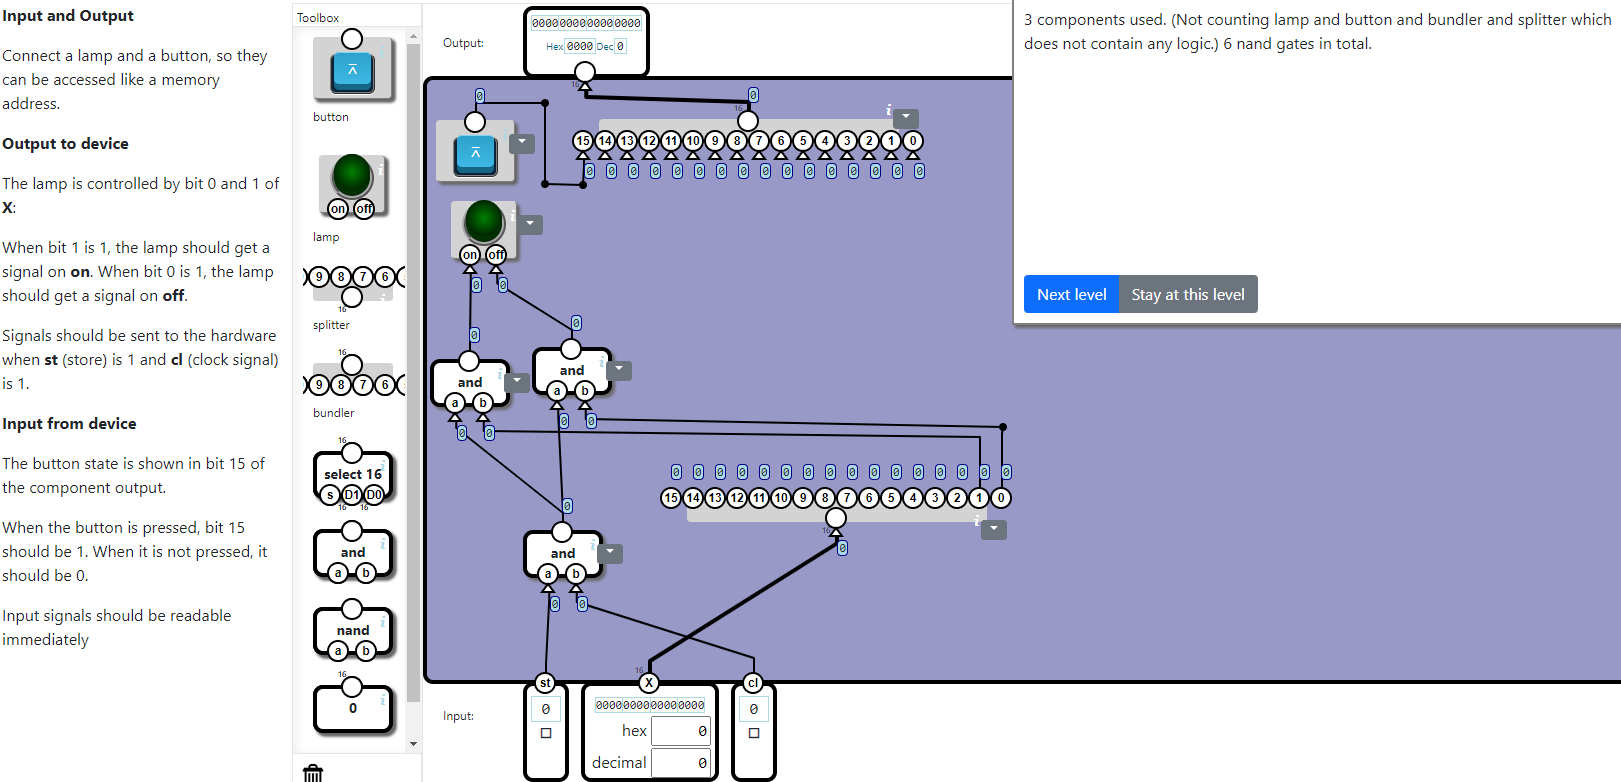 Input and Output
Connect a lamp and a button, so they
can be accessed like a memory
address.
Output to device
The lamp is controlled by bit 0 and 1 of
X:
When bit 1 is 1, the lamp should get a
signal on on. When bit 0 is 1, the lamp
should get a signal on off.
Signals should be sent to the hardware
when st (store) is 1 and cl (clock signal)
is 1.
Input from device
The button state is shown in bit 15 of
the component output.
When the button is pressed, bit 15
should be 1. When it is not pressed, it
should be 0.
Input signals should be readable
immediately
Toolbox
button
on off
lamp
9 8 7 6
16
splitter
16
9 8 7 6
bundler
16
select 16
s D1 D0
16 16
and
a b
nand
a b
16
0
Output:
0000000000000000
Hex 0000 Dec 0
16
0
0
16
15 14 13 12 11 10 9 8 7 6 5 4 3 2 1 0
0 0 0 0 0 0 0 0 0 0 0 0 0 0 0 0
on off
0 0
0
0
and
a b
and
a b
0 0
0 0
0 0 0 0 0 0 0 0 0 0 0 0 0 0 0 0
15 14 13 12 11 10 9 8 7 6 5 4 3 2 1 0
16
0
0
and
a b
0 0
16
Input:
st
0
X
0000000000000000
hex 0
decimal 0
cl
0
3 components used. (Not counting lamp and button and bundler and splitter which
does not contain any logic.) 6 nand gates in total.
Next level
Stay at this level